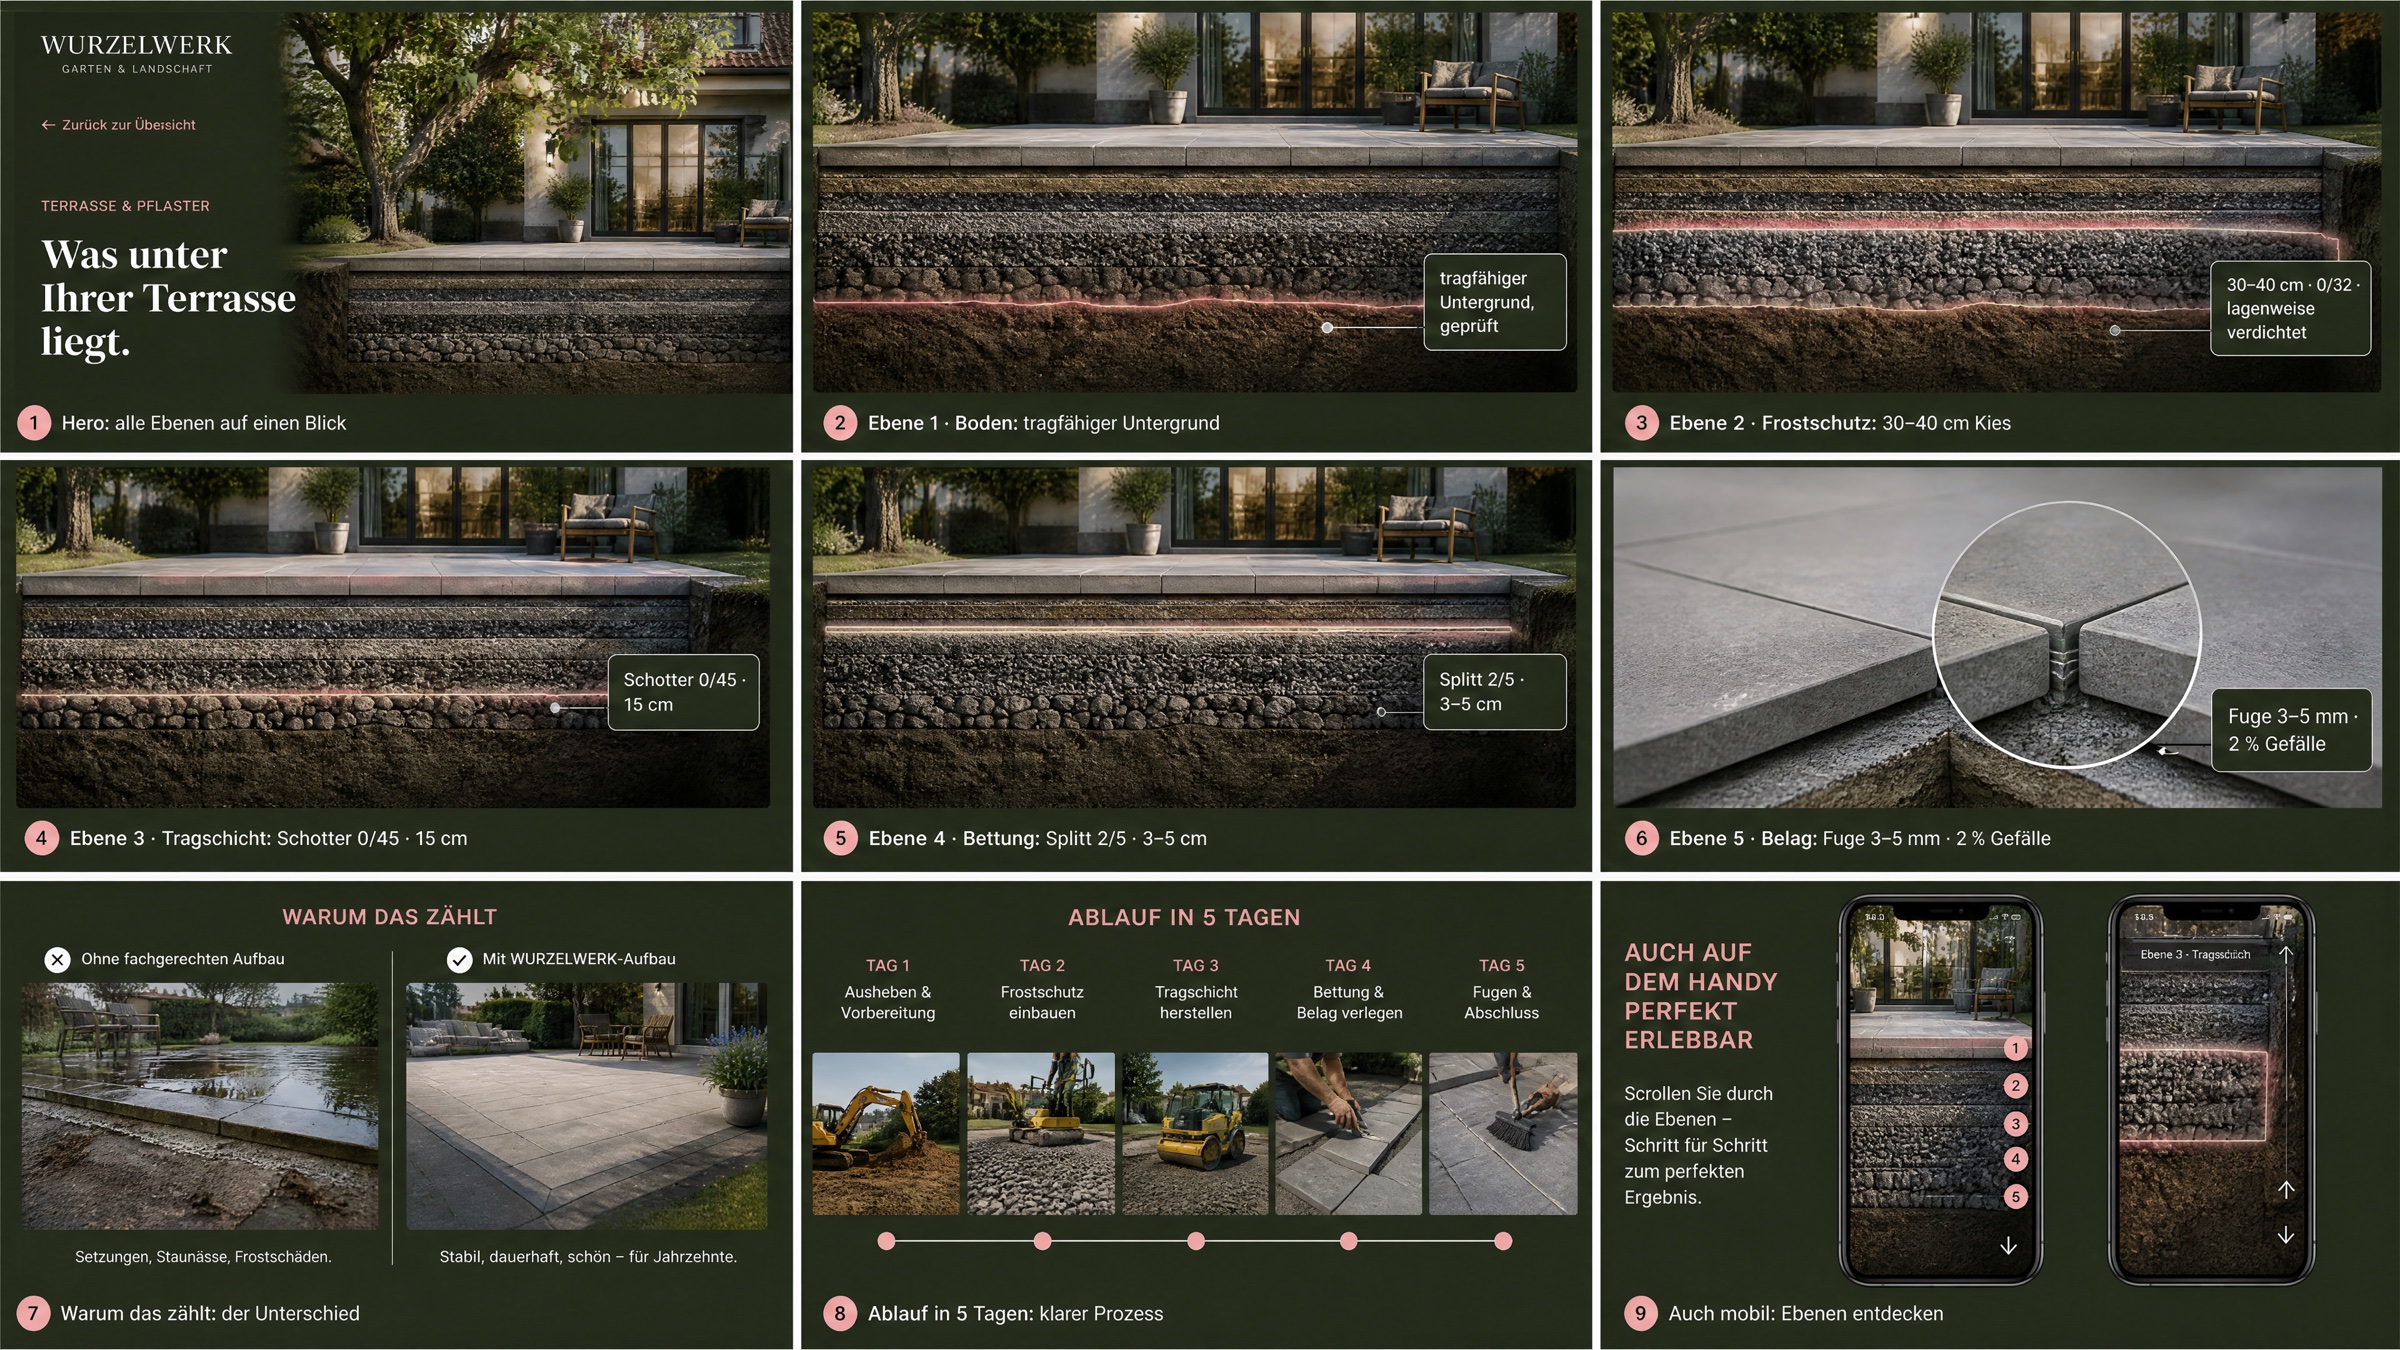 WURZELWERK
GARTEN & LANDSCHAFT
← Zurück zur Übersicht
TERRASSE & PFLASTER
Was unter
Ihrer Terrasse
liegt.
1 Hero: alle Ebenen auf einen Blick
tragfähiger
Untergrund,
geprüft
2 Ebene 1 · Boden: tragfähiger Untergrund
30–40 cm · 0/32 ·
lagenweise
verdichtet
3 Ebene 2 · Frostschutz: 30–40 cm Kies
Schotter 0/45 ·
15 cm
4 Ebene 3 · Tragschicht: Schotter 0/45 · 15 cm
Splitt 2/5 ·
3–5 cm
5 Ebene 4 · Bettung: Splitt 2/5 · 3–5 cm
Fuge 3–5 mm ·
2 % Gefälle
6 Ebene 5 · Belag: Fuge 3–5 mm · 2 % Gefälle
WARUM DAS ZÄHLT
Ohne fachgerechten Aufbau
Mit WURZELWERK-Aufbau
Setzungen, Staunässe, Frostschäden.
Stabil, dauerhaft, schön – für Jahrzehnte.
7 Warum das zählt: der Unterschied
ABLAUF IN 5 TAGEN
TAG 1
Ausheben &
Vorbereitung
TAG 2
Frostschutz
einbauen
TAG 3
Tragschicht
herstellen
TAG 4
Bettung &
Belag verlegen
TAG 5
Fugen &
Abschluss
8 Ablauf in 5 Tagen: klarer Prozess
AUCH AUF
DEM HANDY
PERFEKT
ERLEBBAR
Scrollen Sie durch
die Ebenen –
Schritt für Schritt
zum perfekten
Ergebnis.
1
2
3
4
5
Ebene 3 -
9 Auch mobil: Ebenen entdecken